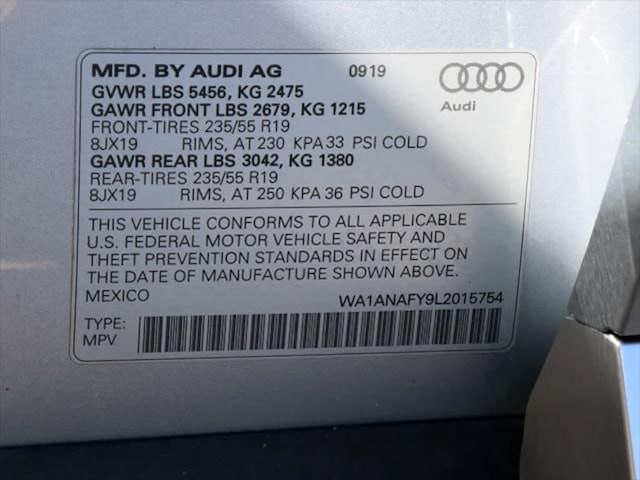 MFD. BY AUDI AG 0919
GVWR LBS 5456, KG 2475
GAWR FRONT LBS 2679, KG 1215
Audi
FRONT-TIRES 235/55 R19
8JX19 RIMS, AT 230 KPA 33 PSI COLD
GAWR REAR LBS 3042, KG 1380
REAR-TIRES 235/55 R19
8JX19 RIMS, AT 250 KPA 36 PSI COLD
THIS VEHICLE CONFORMS TO ALL APPLICABLE
U.S. FEDERAL MOTOR VEHICLE SAFETY AND
THEFT PREVENTION STANDARDS IN EFFECT ON
THE DATE OF MANUFACTURE SHOWN ABOVE.
MEXICO WA1ANAFY9L2015754
TYPE:
MPV